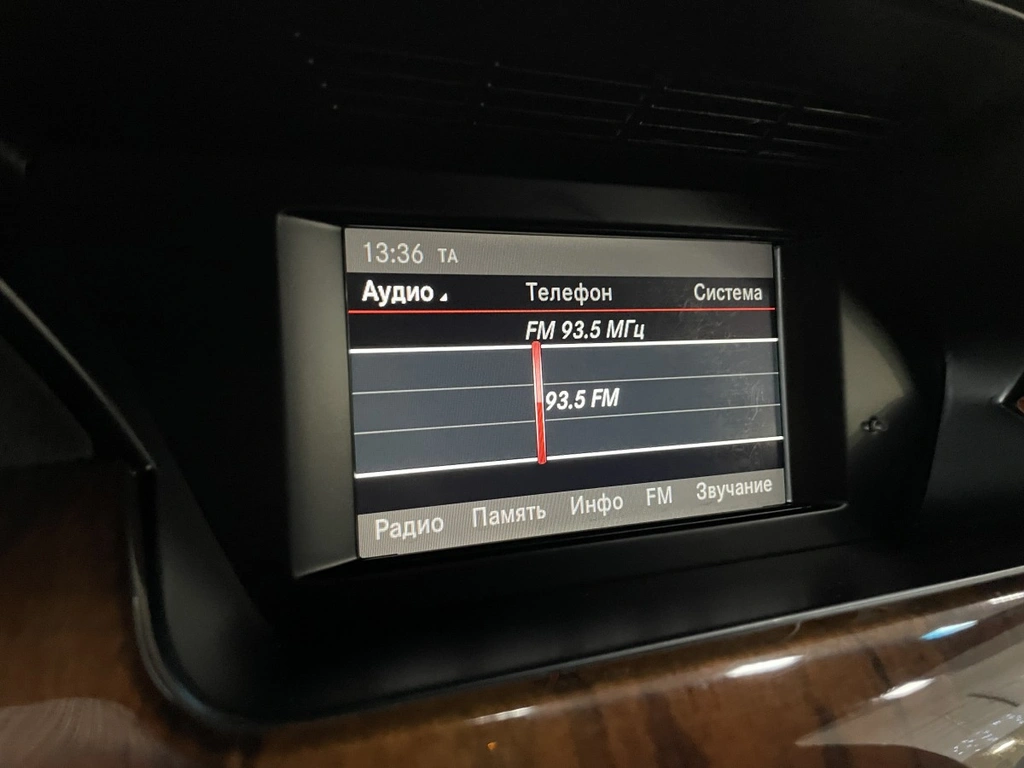 13:36 TA
Аудио Телефон Система
FM 93.5 МГц
93.5 FM
Радио Память Инфо FM Звучание